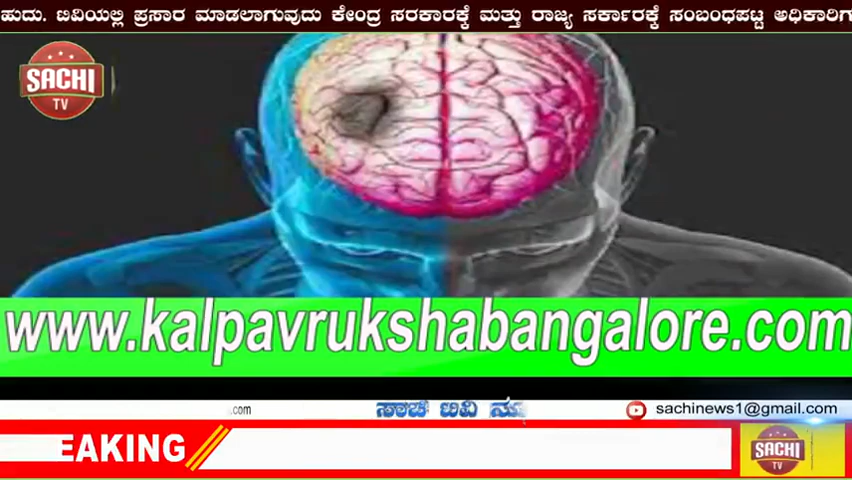 ಹುದು. ಟಿವಿಯಲ್ಲಿ ಪ್ರಸಾರ ಮಾಡಲಾಗುವುದು ಕೇಂದ್ರ ಸರಕಾರಕ್ಕೆ ಮತ್ತು ರಾಜ್ಯ ಸರ್ಕಾರಕ್ಕೆ ಸಂಬಂಧಪಟ್ಟ ಅಧಿಕಾರಿಗ
SACHI
TV
www.kalpavrukshabangalore.com
.com
sachinews1@gmail.com
EAKING
SACHI
TV